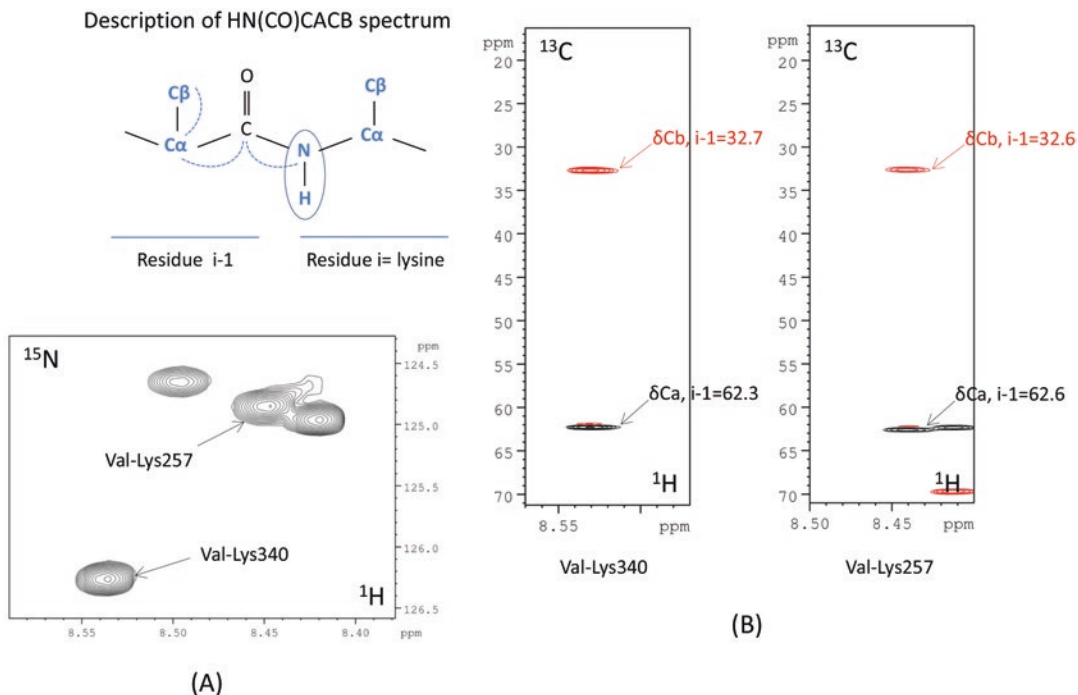 Description of HN(CO)CACB spectrum
O
Cβ
Cβ
Cα
C
N
Cα
H
Residue i-1
Residue i= lysine
15N
ppm
124.5
125.0
125.5
126.0
126.5
Val-Lys257
Val-Lys340
1H
8.55
8.50
8.45
8.40
ppm
(A)
ppm
13C
20
25
30
35
40
45
50
55
60
65
70
δCb, i-1=32.7
δCa, i-1=62.3
1H
8.55
ppm
Val-Lys340
ppm
13C
20
25
30
35
40
45
50
55
60
65
70
δCb, i-1=32.6
δCa, i-1=62.6
1H
8.50
8.45
ppm
Val-Lys257
(B)